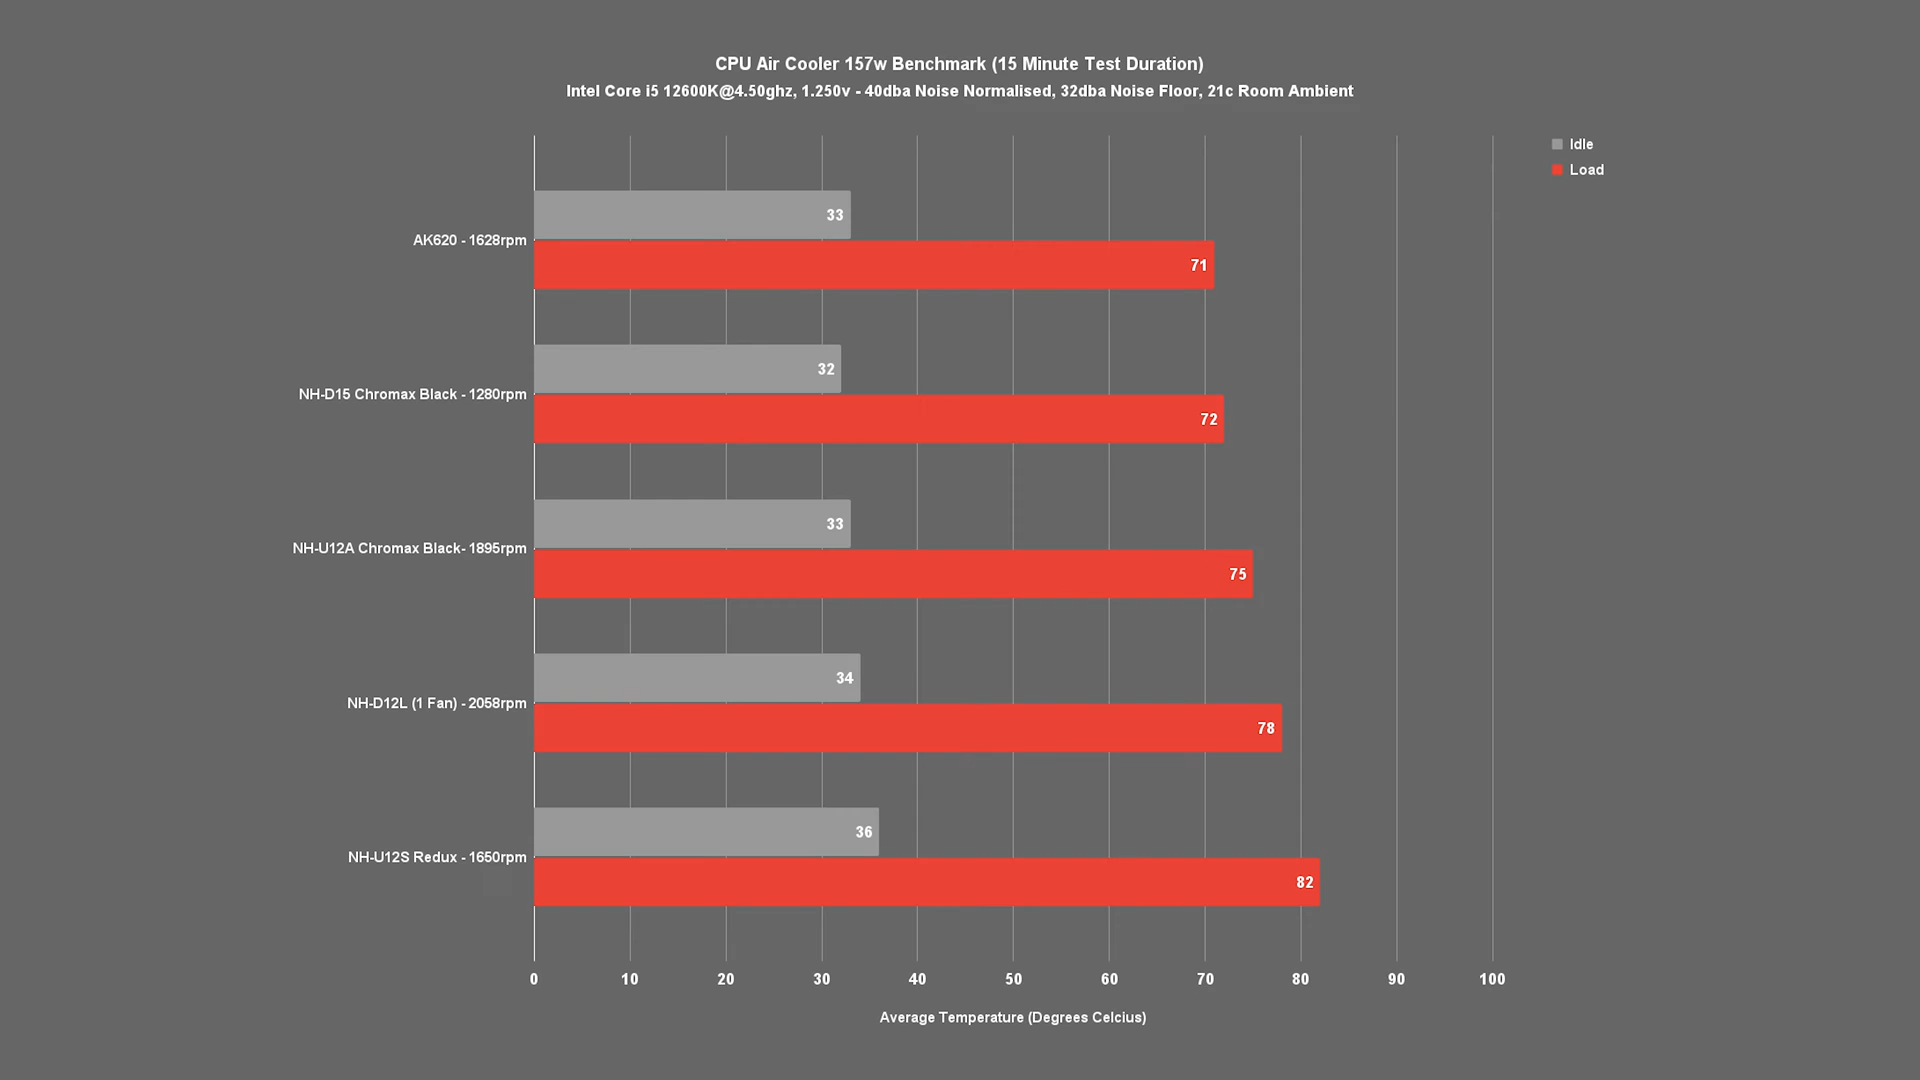 CPU Air Cooler 157w Benchmark (15 Minute Test Duration)
Intel Core i5 12600K@4.50ghz, 1.250v - 40dba Noise Normalised, 32dba Noise Floor, 21c Room Ambient
Idle
Load
33
AK620 - 1628rpm
71
32
NH-D15 Chromax Black - 1280rpm
72
33
NH-U12A Chromax Black- 1895rpm
75
34
NH-D12L (1 Fan) - 2058rpm
78
36
NH-U12S Redux - 1650rpm
82
0 10 20 30 40 50 60 70 80 90 100
Average Temperature (Degrees Celcius)